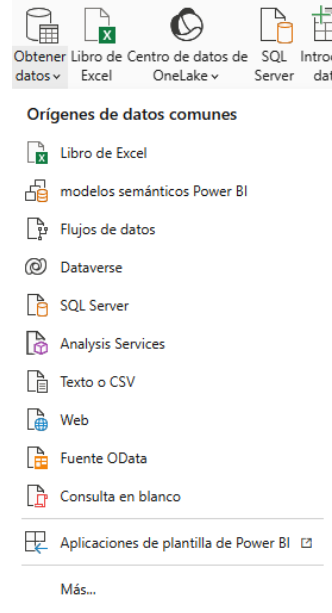 Obtener Libro de Centro de datos de SQL
datos Excel OneLake Server
Orígenes de datos comunes
Libro de Excel
modelos semánticos Power BI
Flujos de datos
Dataverse
SQL Server
Analysis Services
Texto o CSV
Web
Fuente OData
Consulta en blanco
Aplicaciones de plantilla de Power BI
Más...